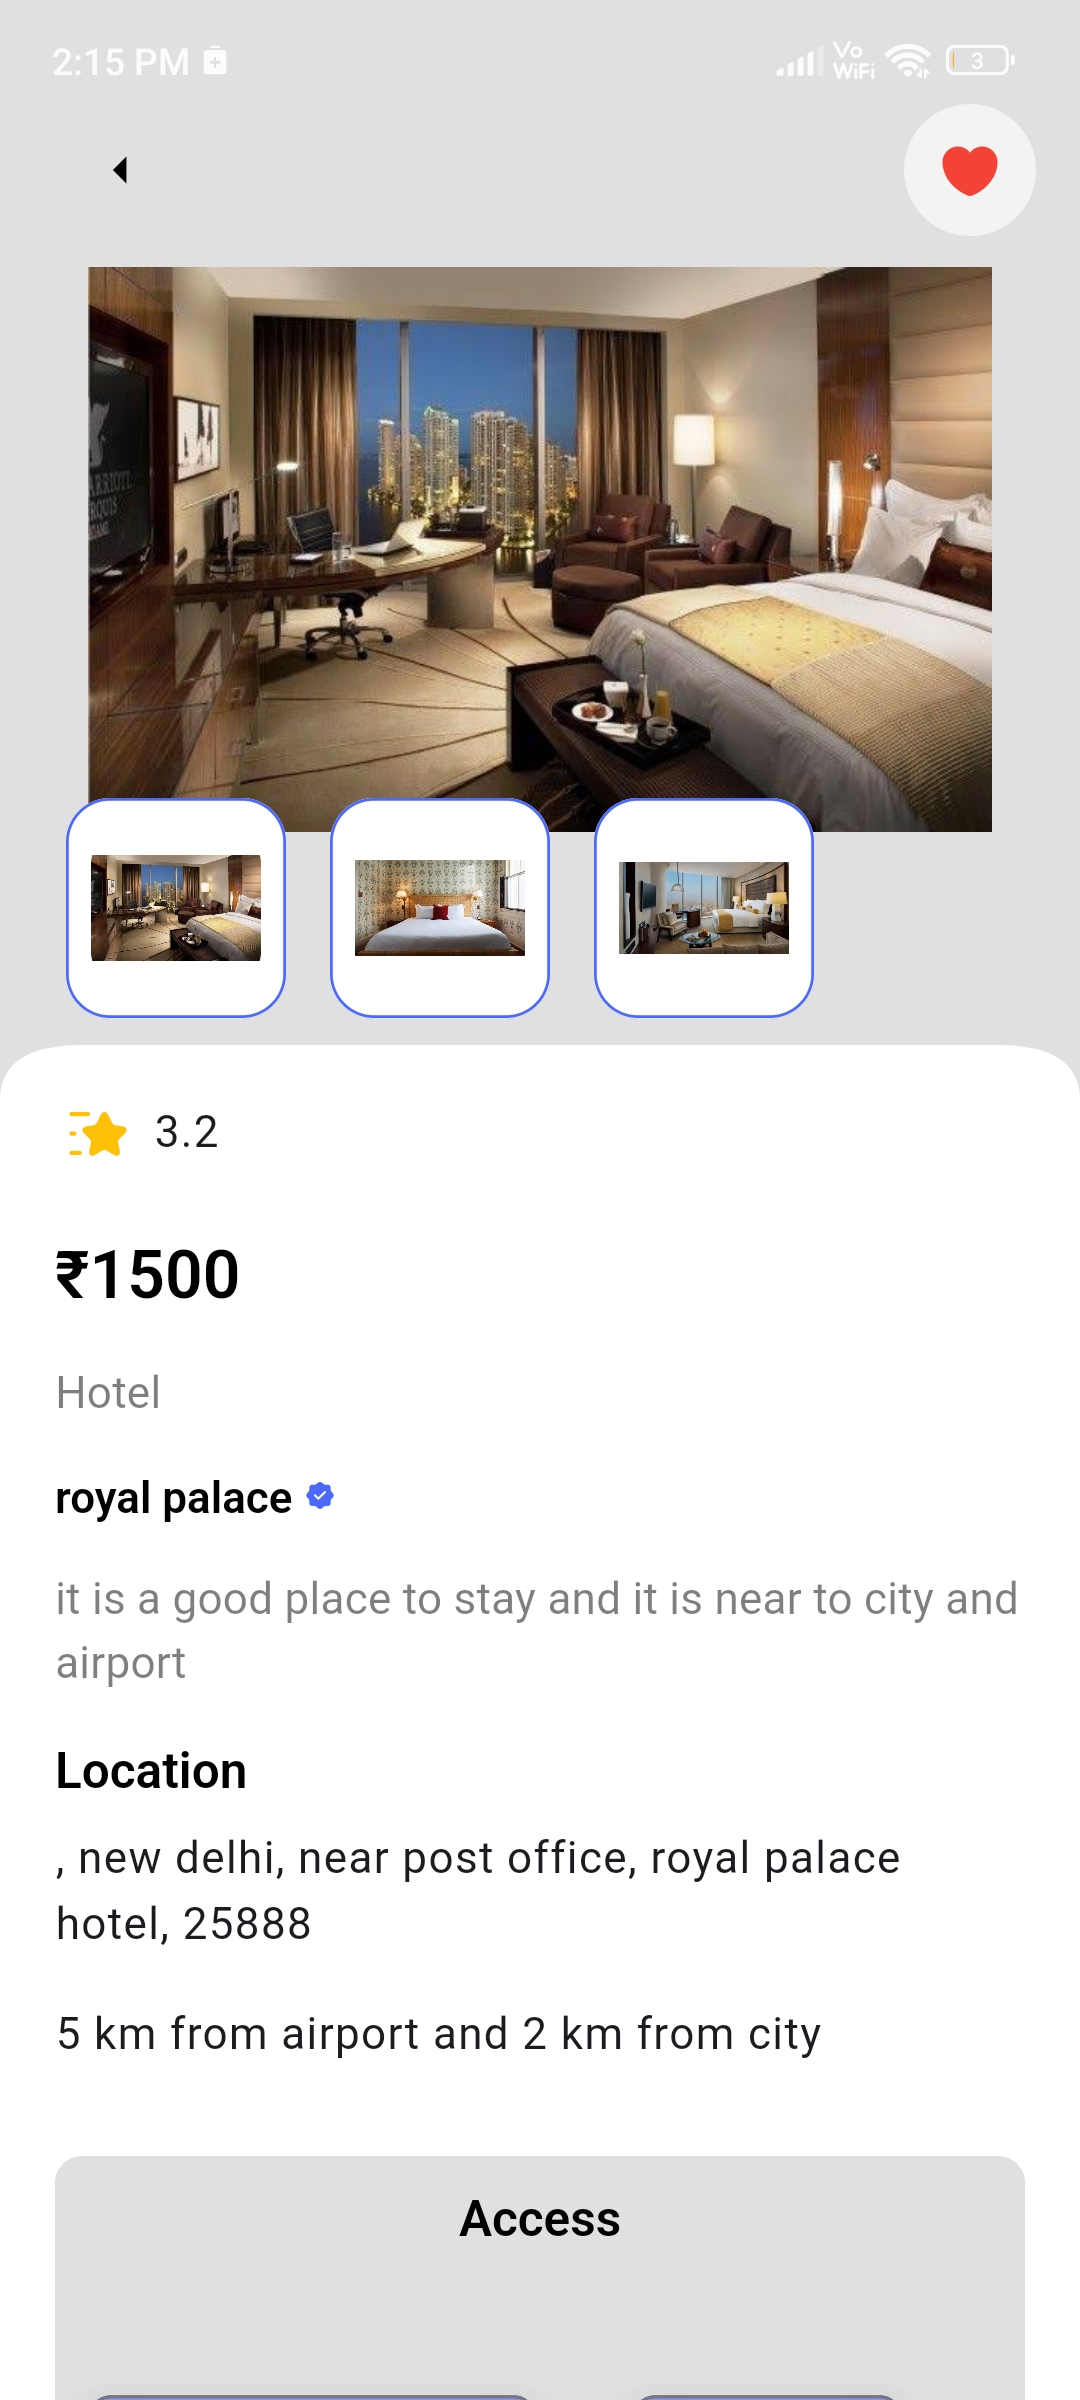 2:15 PM
Vo
WiFi
3
3.2
₹1500
Hotel
royal palace
it is a good place to stay and it is near to city and
airport
Location
, new delhi, near post office, royal palace
hotel, 25888
5 km from airport and 2 km from city
Access